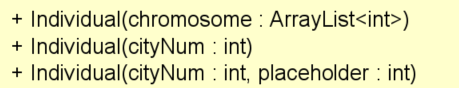 + Individual(chromosome : ArrayList<int>)
+ Individual(cityNum : int)
+ Individual(cityNum : int, placeholder : int)